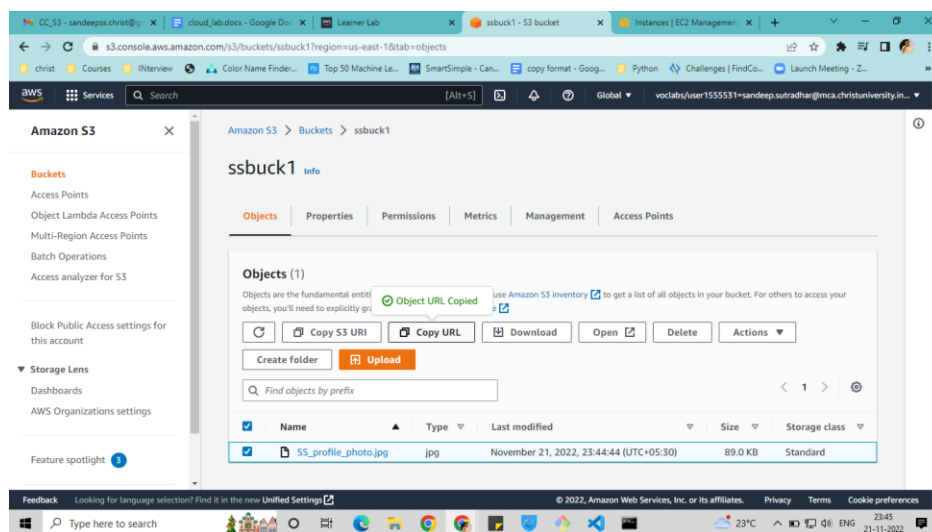 CC_S3 - sandeepss.christ@g
cloud_lab.docx - Google Doc
Learner Lab
ssbuck1 - S3 bucket
Instances | EC2 Management
s3.console.aws.amazon.com/s3/buckets/ssbuck1?region=us-east-1&tab=objects
christ
Courses
INterview
Color Name Finder...
Top 50 Machine Le...
SmartSimple - Can...
copy format - Goog...
Python
Challenges | FindCo...
Launch Meeting - Z...
aws
Services
Search
[Alt+S]
Global
voclabs/user1555531=sandeep.sutradhar@mca.christuniversity.in...
Amazon S3
Buckets
Access Points
Object Lambda Access Points
Multi-Region Access Points
Batch Operations
Access analyzer for S3
Block Public Access settings for
this account
Storage Lens
Dashboards
AWS Organizations settings
Feature spotlight 3
Amazon S3 > Buckets > ssbuck1
ssbuck1 Info
Objects
Properties
Permissions
Metrics
Management
Access Points
Objects (1)
Objects are the fundamental entiti
use Amazon S3 inventory to get a list of all objects in your bucket. For others to access your
objects, you'll need to explicitly gra
Object URL Copied
Copy S3 URI
Copy URL
Download
Open
Delete
Actions
Create folder
Upload
Find objects by prefix
1
Name Type Last modified Size Storage class
SS_profile_photo.jpg jpg November 21, 2022, 23:44:44 (UTC+05:30) 89.0 KB Standard
Feedback
Looking for language selection? Find it in the new Unified Settings
© 2022, Amazon Web Services, Inc. or its affiliates.
Privacy
Terms
Cookie preferences
Type here to search
23°C
ENG
23:45
21-11-2022